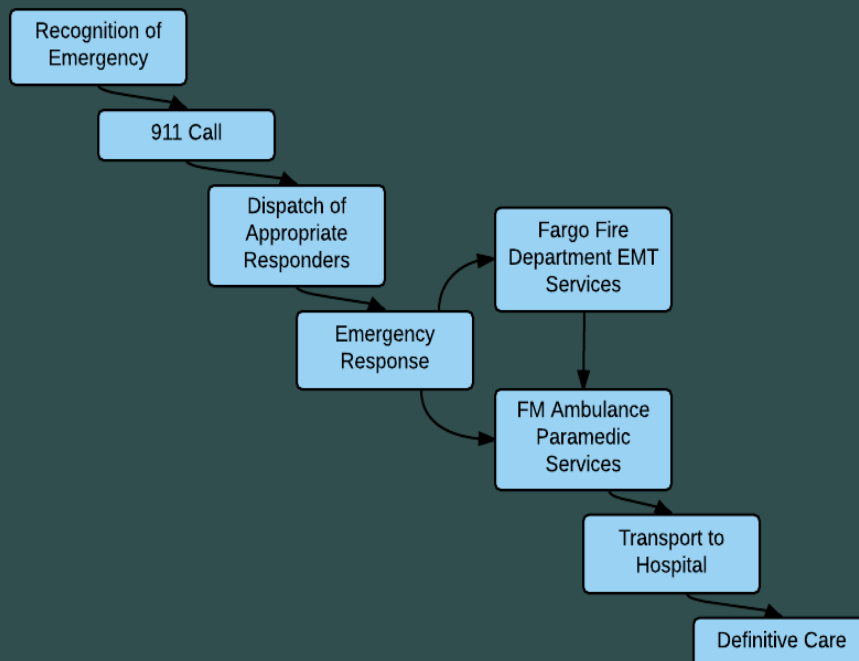 Recognition of
Emergency
911 Call
Dispatch of
Appropriate
Responders
Emergency
Response
Fargo Fire
Department EMT
Services
FM Ambulance
Paramedic
Services
Transport to
Hospital
Definitive Care